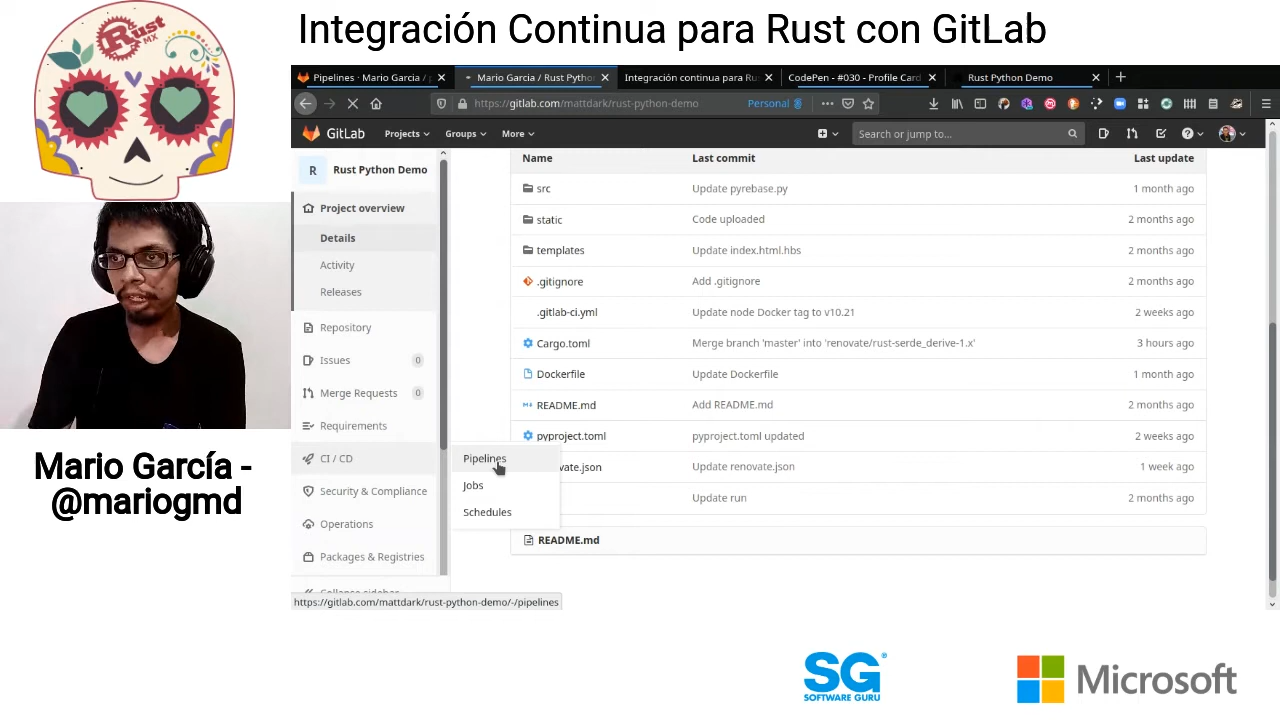 Integración Continua para Rust con GitLab
Rust MX
Pipelines · Mario Garcia / p
Mario Garcia / Rust Pytho
Integración continua para Ru
CodePen - #030 - Profile Card
Rust Python Demo
https://gitlab.com/mattdark/rust-python-demo
Personal
GitLab
Projects
Groups
More
Search or jump to...
R
Rust Python Demo
Project overview
Details
Activity
Releases
Repository
Issues 0
Merge Requests 0
Requirements
CI / CD
Security & Compliance
Operations
Packages & Registries
Collapse sidebar
Pipelines
Jobs
Schedules
Name Last commit Last update
src Update pyrebase.py 1 month ago
static Code uploaded 2 months ago
templates Update index.html.hbs 2 months ago
.gitignore Add .gitignore 2 months ago
.gitlab-ci.yml Update node Docker tag to v10.21 2 weeks ago
Cargo.toml Merge branch 'master' into 'renovate/rust-serde_derive-1.x' 3 hours ago
Dockerfile Update Dockerfile 1 month ago
README.md Add README.md 2 months ago
pyproject.toml pyproject.toml updated 2 weeks ago
vate.json Update renovate.json 1 week ago
Update run 2 months ago
README.md
https://gitlab.com/mattdark/rust-python-demo/-/pipelines
Mario García -
@mariogmd
SG
SOFTWARE GURU
Microsoft